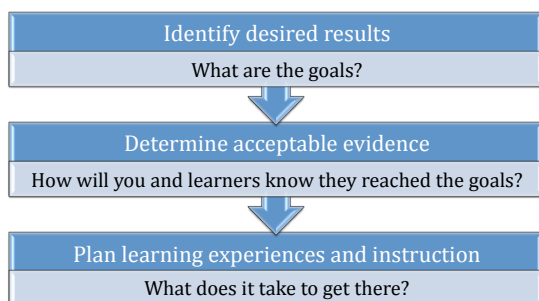 Identify desired results
What are the goals?
Determine acceptable evidence
How will you and learners know they reached the goals?
Plan learning experiences and instruction
What does it take to get there?